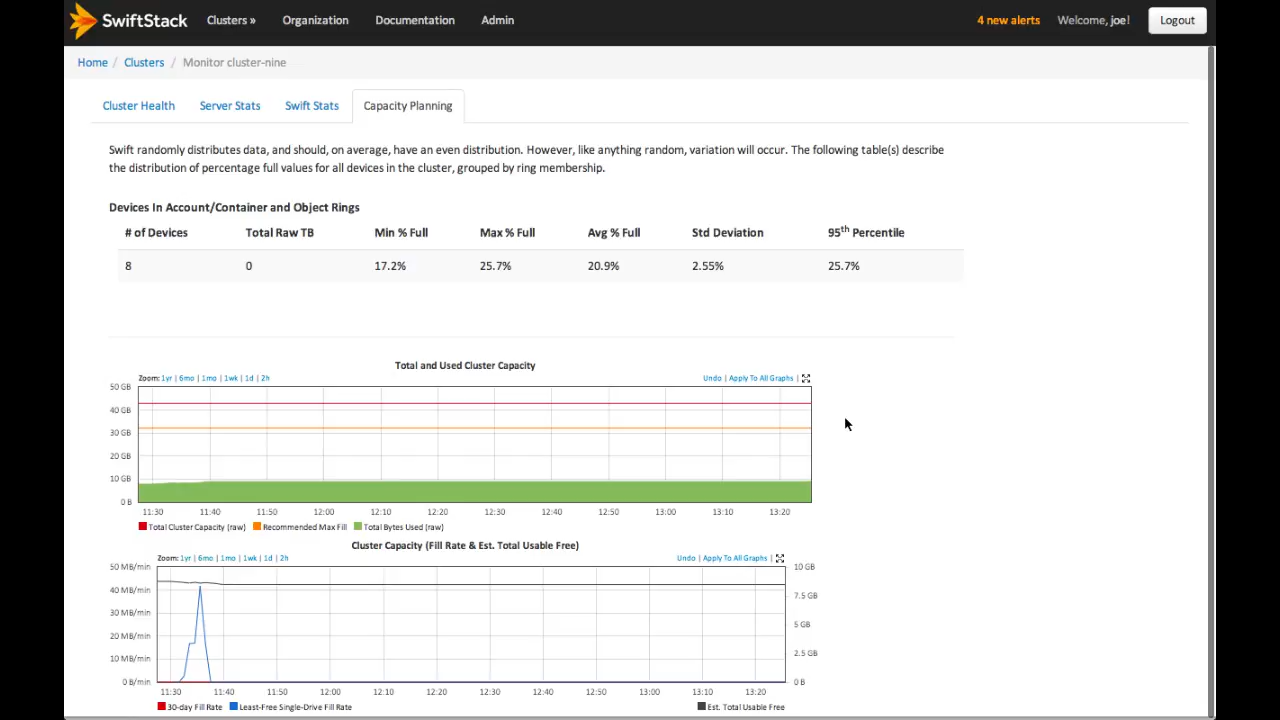 SwiftStack Clusters » Organization Documentation Admin 4 new alerts Welcome, joe! Logout
Home / Clusters / Monitor cluster-nine
Cluster Health Server Stats Swift Stats Capacity Planning
Swift randomly distributes data, and should, on average, have an even distribution. However, like anything random, variation will occur. The following table(s) describe
the distribution of percentage full values for all devices in the cluster, grouped by ring membership.
Devices In Account/Container and Object Rings
# of Devices Total Raw TB Min % Full Max % Full Avg % Full Std Deviation 95th Percentile
8 0 17.2% 25.7% 20.9% 2.55% 25.7%
Total and Used Cluster Capacity
Zoom: 1yr | 6mo | 1mo | 1wk | 1d | 2h Undo | Apply To All Graphs |
50 GB
40 GB
30 GB
20 GB
10 GB
0 B
11:30 11:40 11:50 12:00 12:10 12:20 12:30 12:40 12:50 13:00 13:10 13:20
Total Cluster Capacity (raw) Recommended Max Fill Total Bytes Used (raw)
Cluster Capacity (Fill Rate & Est. Total Usable Free)
Zoom: 1yr | 6mo | 1mo | 1wk | 1d | 2h Undo | Apply To All Graphs |
50 MB/min 10 GB
40 MB/min 7.5 GB
30 MB/min 5 GB
20 MB/min 2.5 GB
10 MB/min
0 B/min 0 B
11:30 11:40 11:50 12:00 12:10 12:20 12:30 12:40 12:50 13:00 13:10 13:20
30-day Fill Rate Least-Free Single-Drive Fill Rate Est. Total Usable Free